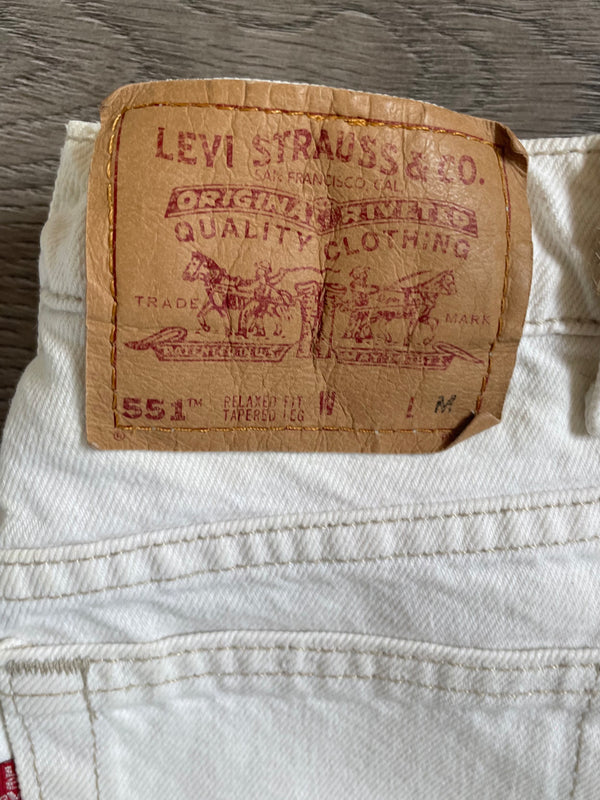 LEVI STRAUSS & CO.
SAN FRANCISCO, CAL
ORIGINAL RIVETED
QUALITY CLOTHING
TRADE MARK
551™ RELAXED FIT W L M
TAPERED LEG
®